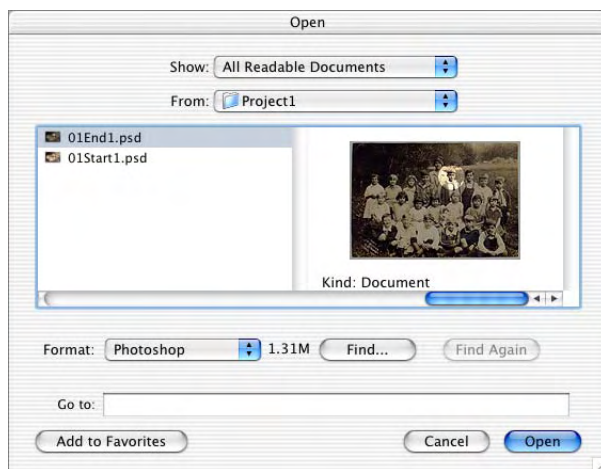 Open
Show: All Readable Documents
From: Project1
01End1.psd
01Start1.psd
Kind: Document
Format: Photoshop 1.31M Find... Find Again
Go to:
Add to Favorites Cancel Open